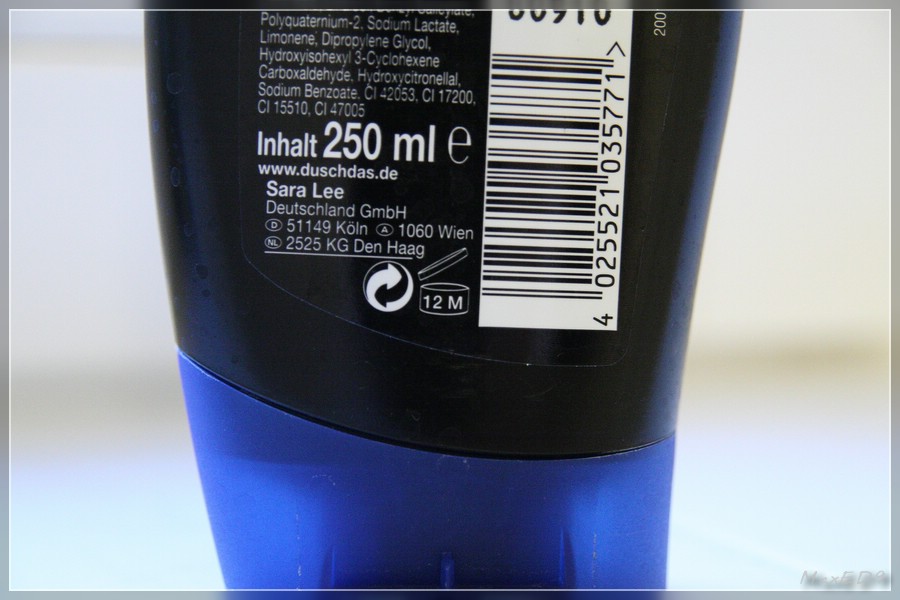 Polyquaternium-2, Sodium Lactate,
Limonene, Dipropylene Glycol,
Hydroxyisohexyl 3-Cyclohexene
Carboxaldehyde, Hydroxycitronellal,
Sodium Benzoate. CI 42053, CI 17200,
CI 15510, CI 47005
Inhalt 250 ml ℮
www.duschdas.de
Sara Lee
Deutschland GmbH
D 51149 Köln A 1060 Wien
NL 2525 KG Den Haag
12 M
4 025521 035771 >
200